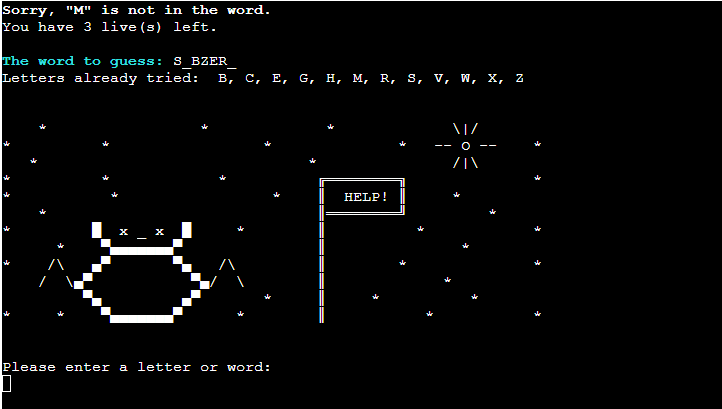 Sorry, "M" is not in the word.
You have 3 live(s) left.
The word to guess: S_BZER_
Letters already tried:  B, C, E, G, H, M, R, S, V, W, X, Z
HELP!
x _ x
Please enter a letter or word: